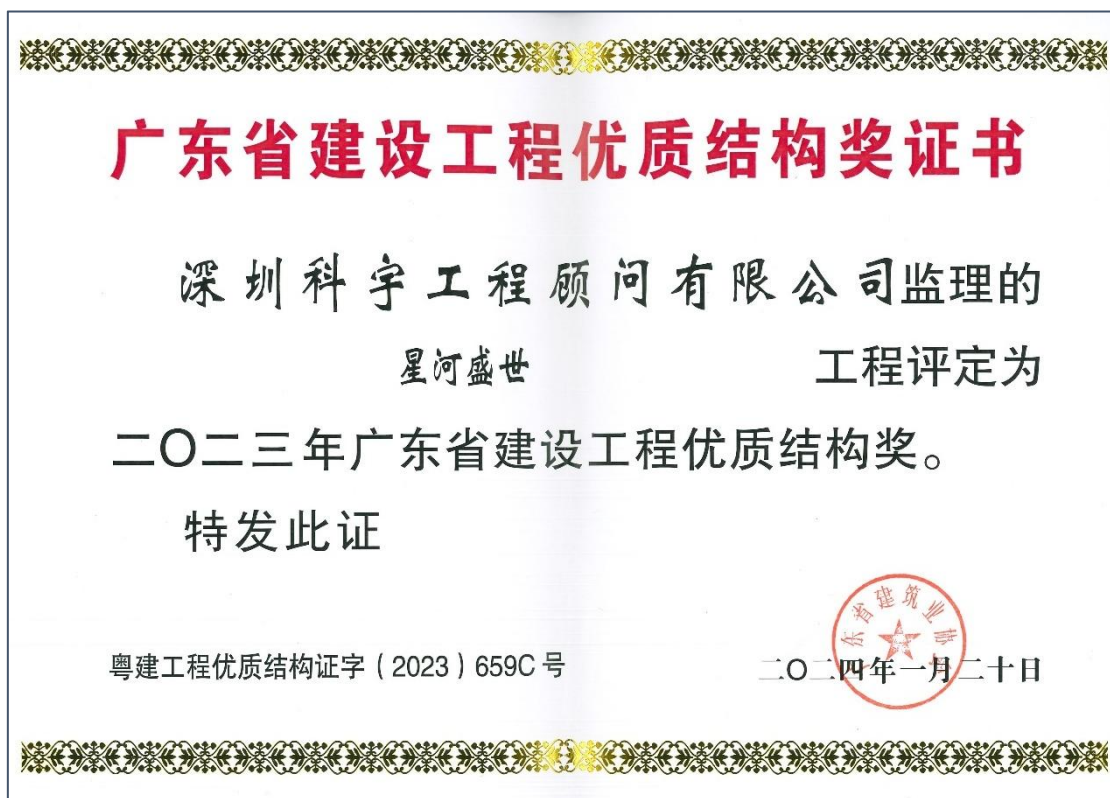 广东省建设工程优质结构奖证书
深圳科宇工程顾问有限公司监理的
星河盛世 工程评定为
二〇二三年广东省建设工程优质结构奖。
特发此证
广东省建筑业协会
粤建工程优质结构证字（2023）659C号
二〇二四年一月二十日